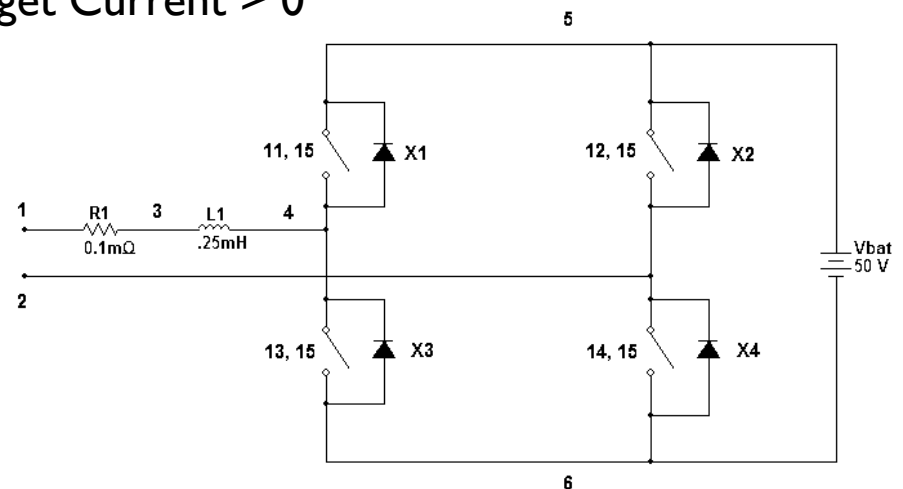 get Current > 0
5
11, 15 X1 12, 15 X2
1 R1 3 L1 4
0.1mΩ .25mH
Vbat
50 V
2
13, 15 X3 14, 15 X4
6